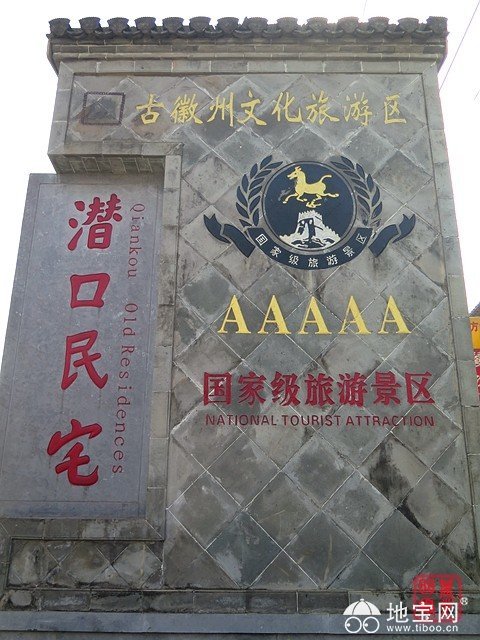 古徽州文化旅游区
潜口民宅
Qiankou Old Residences
国家级旅游景区
AAAAA
国家级旅游景区
NATIONAL TOURIST ATTRACTION
地宝网
www.tiboo.cn